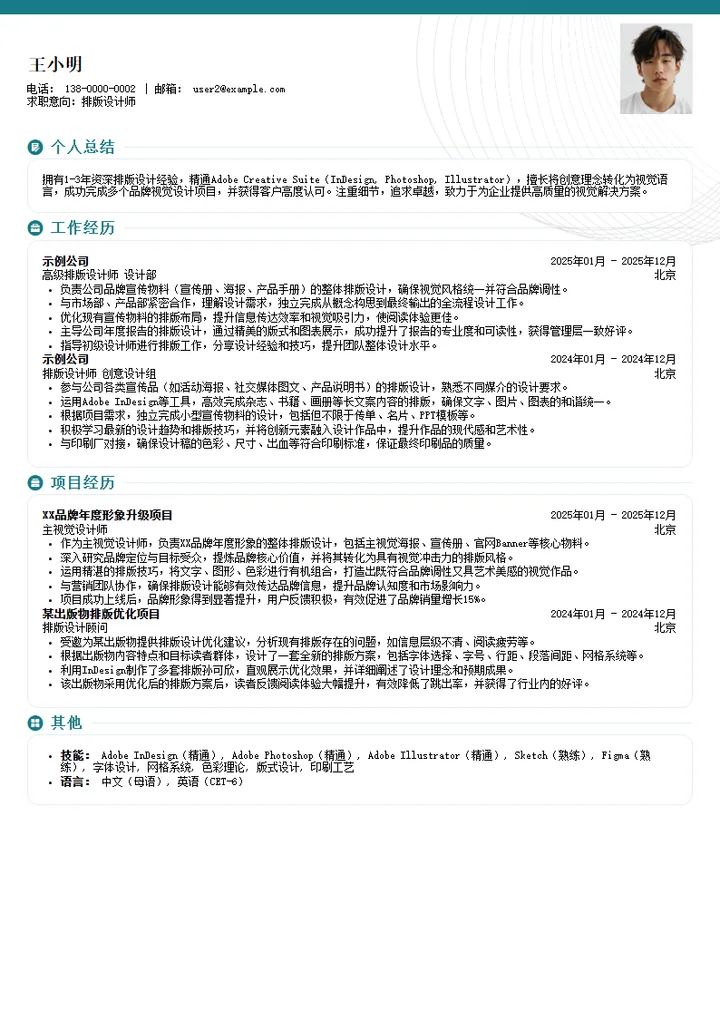 王小明
电话： 138-0000-0002 | 邮箱： user2@example.com
求职意向：排版设计师
个人总结
拥有1-3年资深排版设计经验，精通Adobe Creative Suite（InDesign, Photoshop, Illustrator），擅长将创意理念转化为视觉语
言，成功完成多个品牌视觉设计项目，并获得客户高度认可。注重细节，追求卓越，致力于为企业提供高质量的视觉解决方案。
工作经历
示例公司 2025年01月 - 2025年12月
高级排版设计师 设计部 北京
• 负责公司品牌宣传物料（宣传册、海报、产品手册）的整体排版设计，确保视觉风格统一并符合品牌调性。
• 与市场部、产品部紧密合作，理解设计需求，独立完成从概念构思到最终输出的全流程设计工作。
• 优化现有宣传物料的排版布局，提升信息传达效率和视觉吸引力，使阅读体验更佳。
• 主导公司年度报告的排版设计，通过精美的版式和图表展示，成功提升了报告的专业度和可读性，获得管理层一致好评。
• 指导初级设计师进行排版工作，分享设计经验和技巧，提升团队整体设计水平。
示例公司 2024年01月 - 2024年12月
排版设计师 创意设计组 北京
• 参与公司各类宣传品（如活动海报、社交媒体图文、产品说明书）的排版设计，熟悉不同媒介的设计要求。
• 运用Adobe InDesign等工具，高效完成杂志、书籍、画册等长文案内容的排版，确保文字、图片、图表的和谐统一。
• 根据项目需求，独立完成小型宣传物料的设计，包括但不限于传单、名片、PPT模板等。
• 积极学习最新的设计趋势和排版技巧，并将创新元素融入设计作品中，提升作品的现代感和艺术性。
• 与印刷厂对接，确保设计稿的色彩、尺寸、出血等符合印刷标准，保证最终印刷品的质量。
项目经历
XX品牌年度形象升级项目 2025年01月 - 2025年12月
主视觉设计师 北京
• 作为主视觉设计师，负责XX品牌年度形象的整体排版设计，包括主视觉海报、宣传册、官网Banner等核心物料。
• 深入研究品牌定位与目标受众，提炼品牌核心价值，并将其转化为具有视觉冲击力的排版风格。
• 运用精湛的排版技巧，将文字、图形、色彩进行有机组合，打造出既符合品牌调性又具艺术美感的视觉作品。
• 与营销团队协作，确保排版设计能够有效传达品牌信息，提升品牌认知度和市场影响力。
• 项目成功上线后，品牌形象得到显著提升，用户反馈积极，有效促进了品牌销量增长15%。
某出版物排版优化项目 2024年01月 - 2024年12月
排版设计顾问 北京
• 受邀为某出版物提供排版设计优化建议，分析现有排版存在的问题，如信息层级不清、阅读疲劳等。
• 根据出版物内容特点和目标读者群体，设计了一套全新的排版方案，包括字体选择、字号、行距、段落间距、网格系统等。
• 利用InDesign制作了多套排版孙可欣，直观展示优化效果，并详细阐述了设计理念和预期成果。
• 该出版物采用优化后的排版方案后，读者反馈阅读体验大幅提升，有效降低了跳出率，并获得了行业内的好评。
其他
• 技能： Adobe InDesign（精通）, Adobe Photoshop（精通）, Adobe Illustrator（精通）, Sketch（熟练）, Figma（熟
练）, 字体设计, 网格系统, 色彩理论, 版式设计, 印刷工艺
• 语言： 中文（母语）, 英语（CET-6）